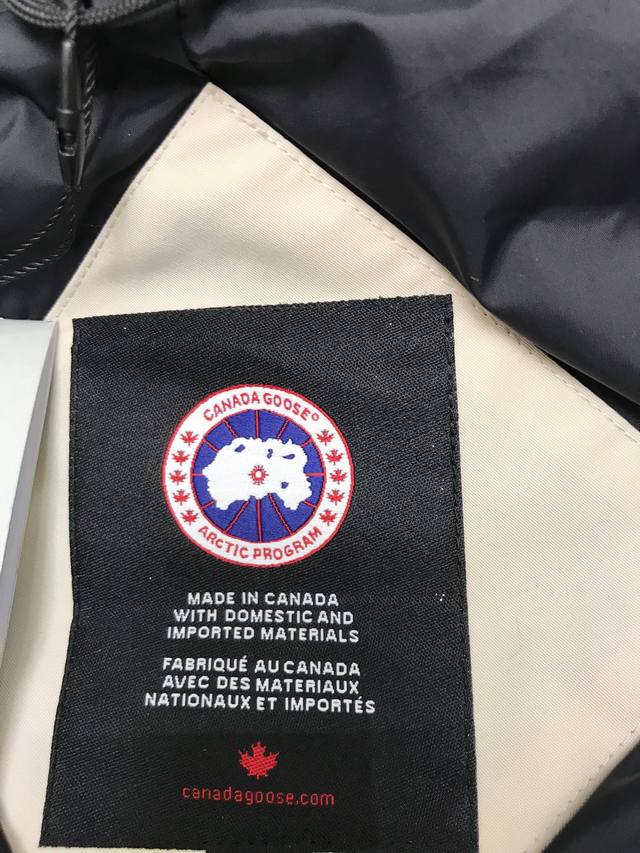 CANADA GOOSE®
ARCTIC PROGRAM
MADE IN CANADA
WITH DOMESTIC AND
IMPORTED MATERIALS
FABRIQUÉ AU CANADA
AVEC DES MATERIAUX
NATIONAUX ET IMPORTÉS
canadagoose.com